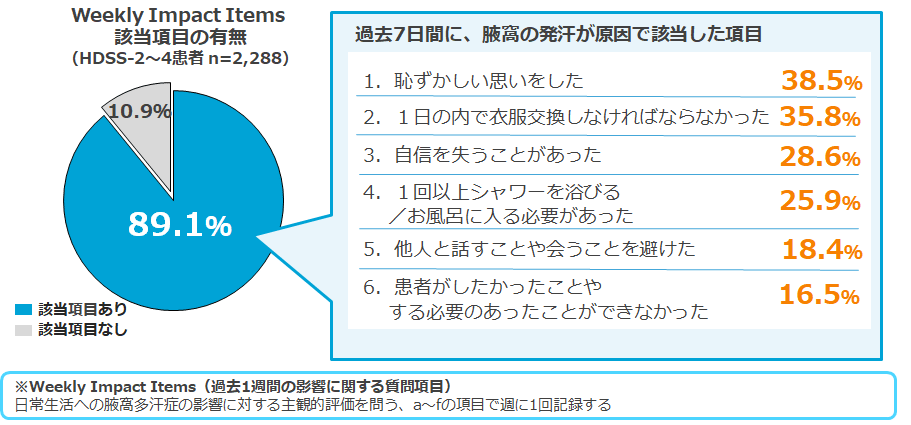 Weekly Impact Items
該当項目の有無
（HDSS-2～4患者 n=2,288）
10.9%
89.1%
該当項目あり
該当項目なし
過去7日間に、腋窩の発汗が原因で該当した項目
1．恥ずかしい思いをした 38.5%
2．１日の内で衣服交換しなければならなかった 35.8%
3．自信を失うことがあった 28.6%
4．１回以上シャワーを浴びる
／お風呂に入る必要があった 25.9%
5．他人と話すことや会うことを避けた 18.4%
6．患者がしたかったことや
する必要のあったことができなかった 16.5%
※Weekly Impact Items（過去1週間の影響に関する質問項目）
日常生活への腋窩多汗症の影響に対する主観的評価を問う、a～fの項目で週に1回記録する